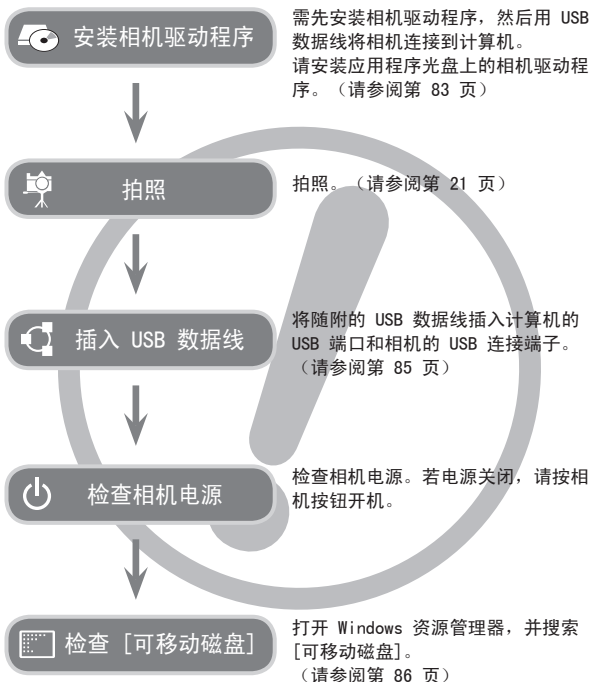 安装相机驱动程序
需先安装相机驱动程序，然后用 USB
数据线将相机连接到计算机。
请安装应用程序光盘上的相机驱动程
序。（请参阅第 83 页）
拍照
拍照。（请参阅第 21 页）
插入 USB 数据线
将随附的 USB 数据线插入计算机的
USB 端口和相机的 USB 连接端子。
（请参阅第 85 页）
检查相机电源
检查相机电源。若电源关闭，请按相
机按钮开机。
检查 [可移动磁盘]
打开 Windows 资源管理器，并搜索
[可移动磁盘]。
（请参阅第 86 页）